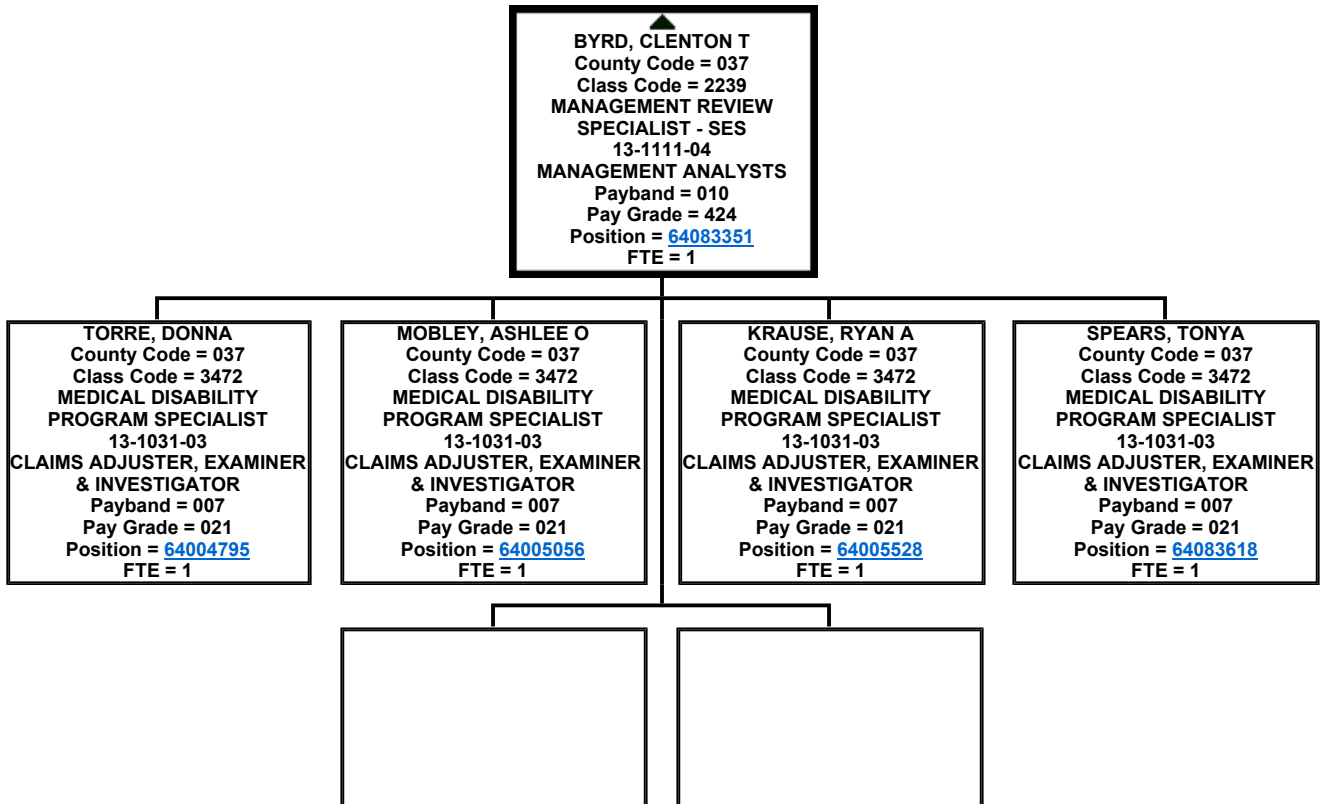 BYRD, CLENTON T
County Code = 037
Class Code = 2239
MANAGEMENT REVIEW
SPECIALIST - SES
13-1111-04
MANAGEMENT ANALYSTS
Payband = 010
Pay Grade = 424
Position = 64083351
FTE = 1
TORRE, DONNA
County Code = 037
Class Code = 3472
MEDICAL DISABILITY
PROGRAM SPECIALIST
13-1031-03
CLAIMS ADJUSTER, EXAMINER
& INVESTIGATOR
Payband = 007
Pay Grade = 021
Position = 64004795
FTE = 1
MOBLEY, ASHLEE O
County Code = 037
Class Code = 3472
MEDICAL DISABILITY
PROGRAM SPECIALIST
13-1031-03
CLAIMS ADJUSTER, EXAMINER
& INVESTIGATOR
Payband = 007
Pay Grade = 021
Position = 64005056
FTE = 1
KRAUSE, RYAN A
County Code = 037
Class Code = 3472
MEDICAL DISABILITY
PROGRAM SPECIALIST
13-1031-03
CLAIMS ADJUSTER, EXAMINER
& INVESTIGATOR
Payband = 007
Pay Grade = 021
Position = 64005528
FTE = 1
SPEARS, TONYA
County Code = 037
Class Code = 3472
MEDICAL DISABILITY
PROGRAM SPECIALIST
13-1031-03
CLAIMS ADJUSTER, EXAMINER
& INVESTIGATOR
Payband = 007
Pay Grade = 021
Position = 64083618
FTE = 1